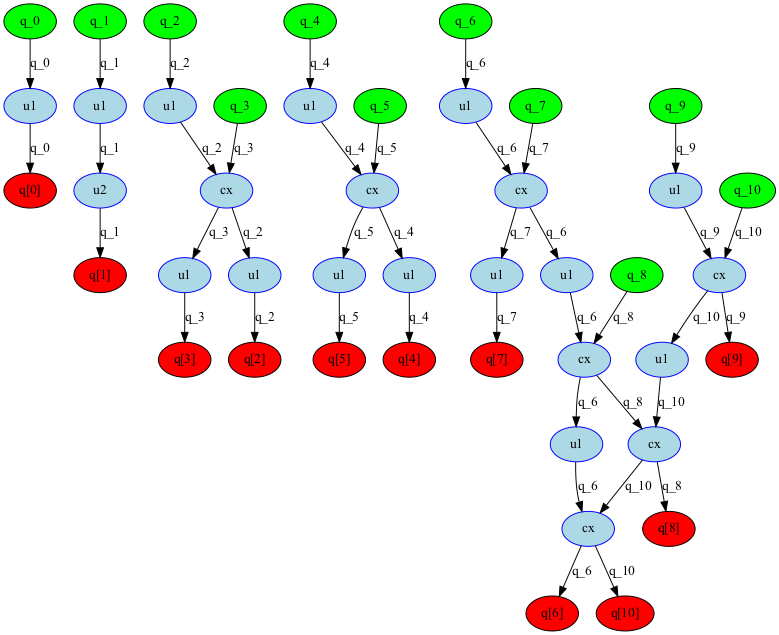 q_0 q_1 q_2 q_4 q_6
q_0 q_1 q_2 q_4 q_6
u1 u1 u1 q_3 u1 q_5 u1 q_7 q_9
q_0 q_1 q_2 q_3 q_4 q_5 q_6 q_7 q_9
q[0] u2 cx cx cx u1 q_10
q_1 q_3 q_2 q_5 q_4 q_7 q_6 q_9 q_10
q[1] u1 u1 u1 u1 u1 u1 q_8 cx
q_3 q_2 q_5 q_4 q_7 q_6 q_8 q_10 q_9
q[3] q[2] q[5] q[4] q[7] cx u1 q[9]
q_6 q_8 q_10
u1 cx
q_6 q_10 q_8
cx q[8]
q_6 q_10
q[6] q[10]